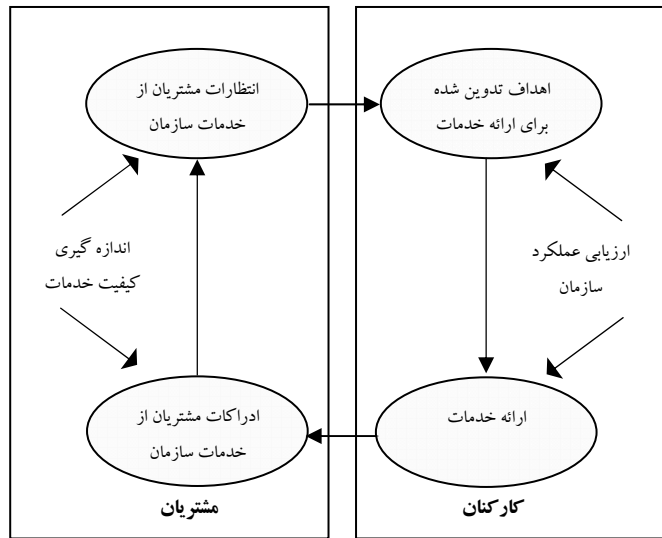 اهداف تدوین شده
برای ارائه خدمات
انتظارات مشتریان از
خدمات سازمان
ارزیابی عملکرد
سازمان
اندازه گیری
کیفیت خدمات
ارائه خدمات
ادراکات مشتریان از
خدمات سازمان
کارکنان
مشتریان